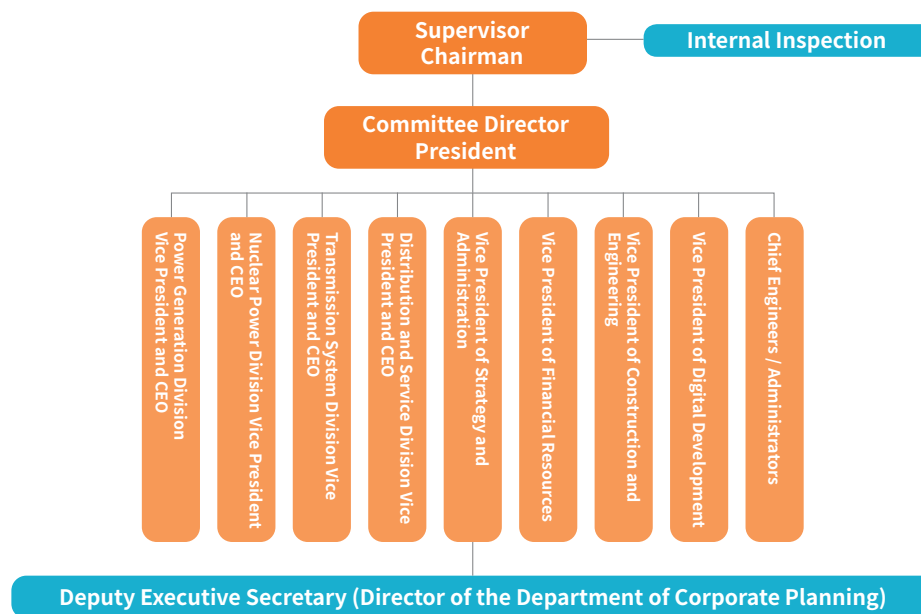 Supervisor
Chairman
Internal Inspection
Committee Director
President
Power Generation Division
Vice President and CEO
Nuclear Power Division Vice President
and CEO
Transmission System Division Vice
President and CEO
Distribution and Service Division Vice
President and CEO
Vice President of Strategy and
Administration
Vice President of Financial Resources
Vice President of Construction and
Engineering
Vice President of Digital Development
Chief Engineers / Administrators
Deputy Executive Secretary (Director of the Department of Corporate Planning)